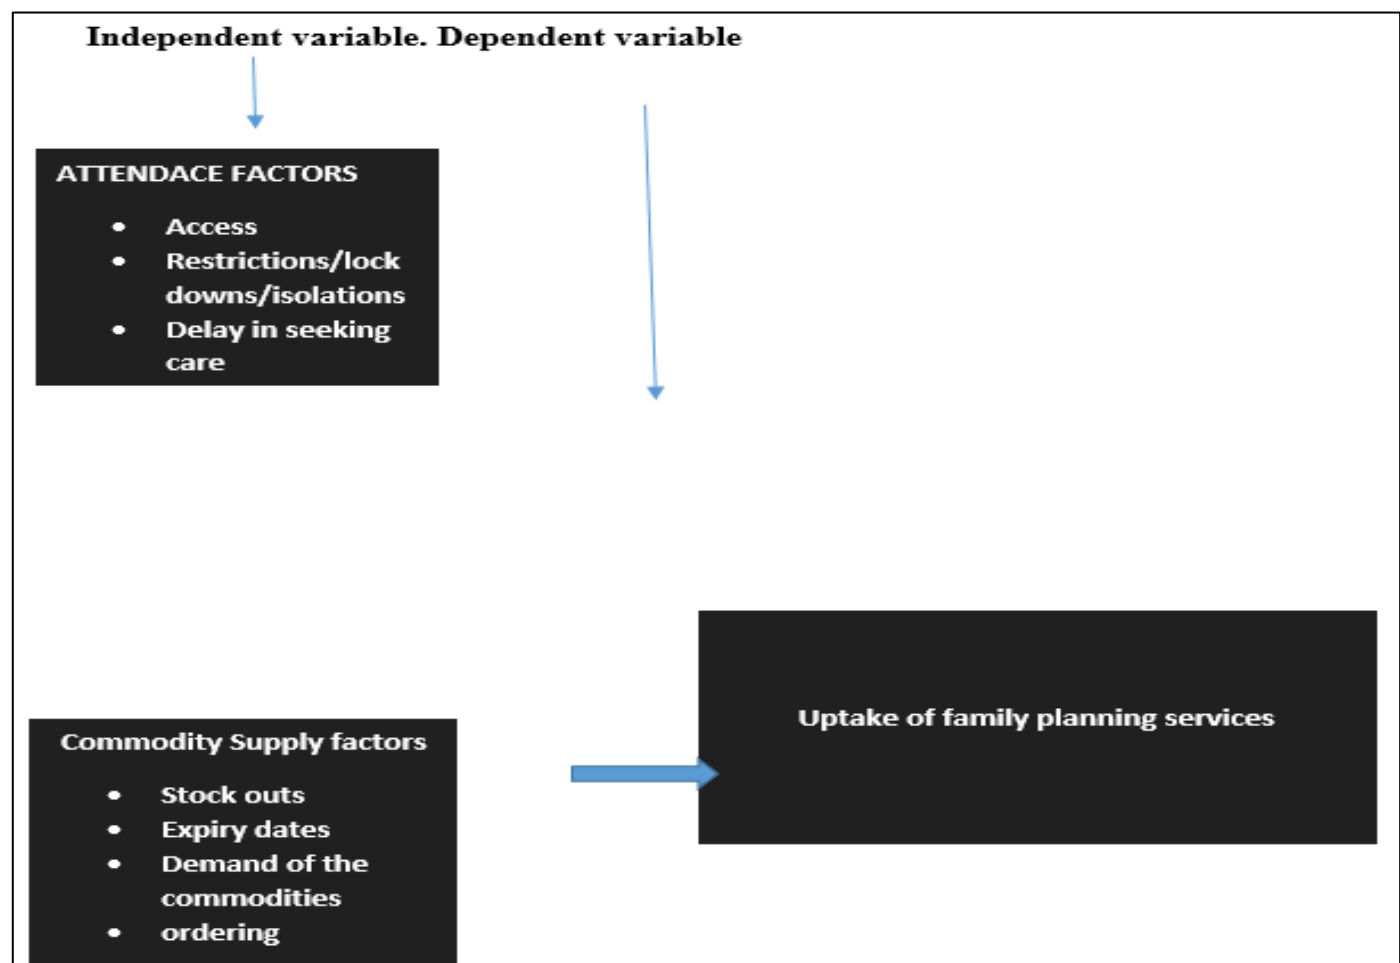 Independent variable. Dependent variable
ATTENDACE FACTORS
• Access
• Restrictions/lock
downs/isolations
• Delay in seeking
care
Uptake of family planning services
Commodity Supply factors
• Stock outs
• Expiry dates
• Demand of the
commodities
• ordering